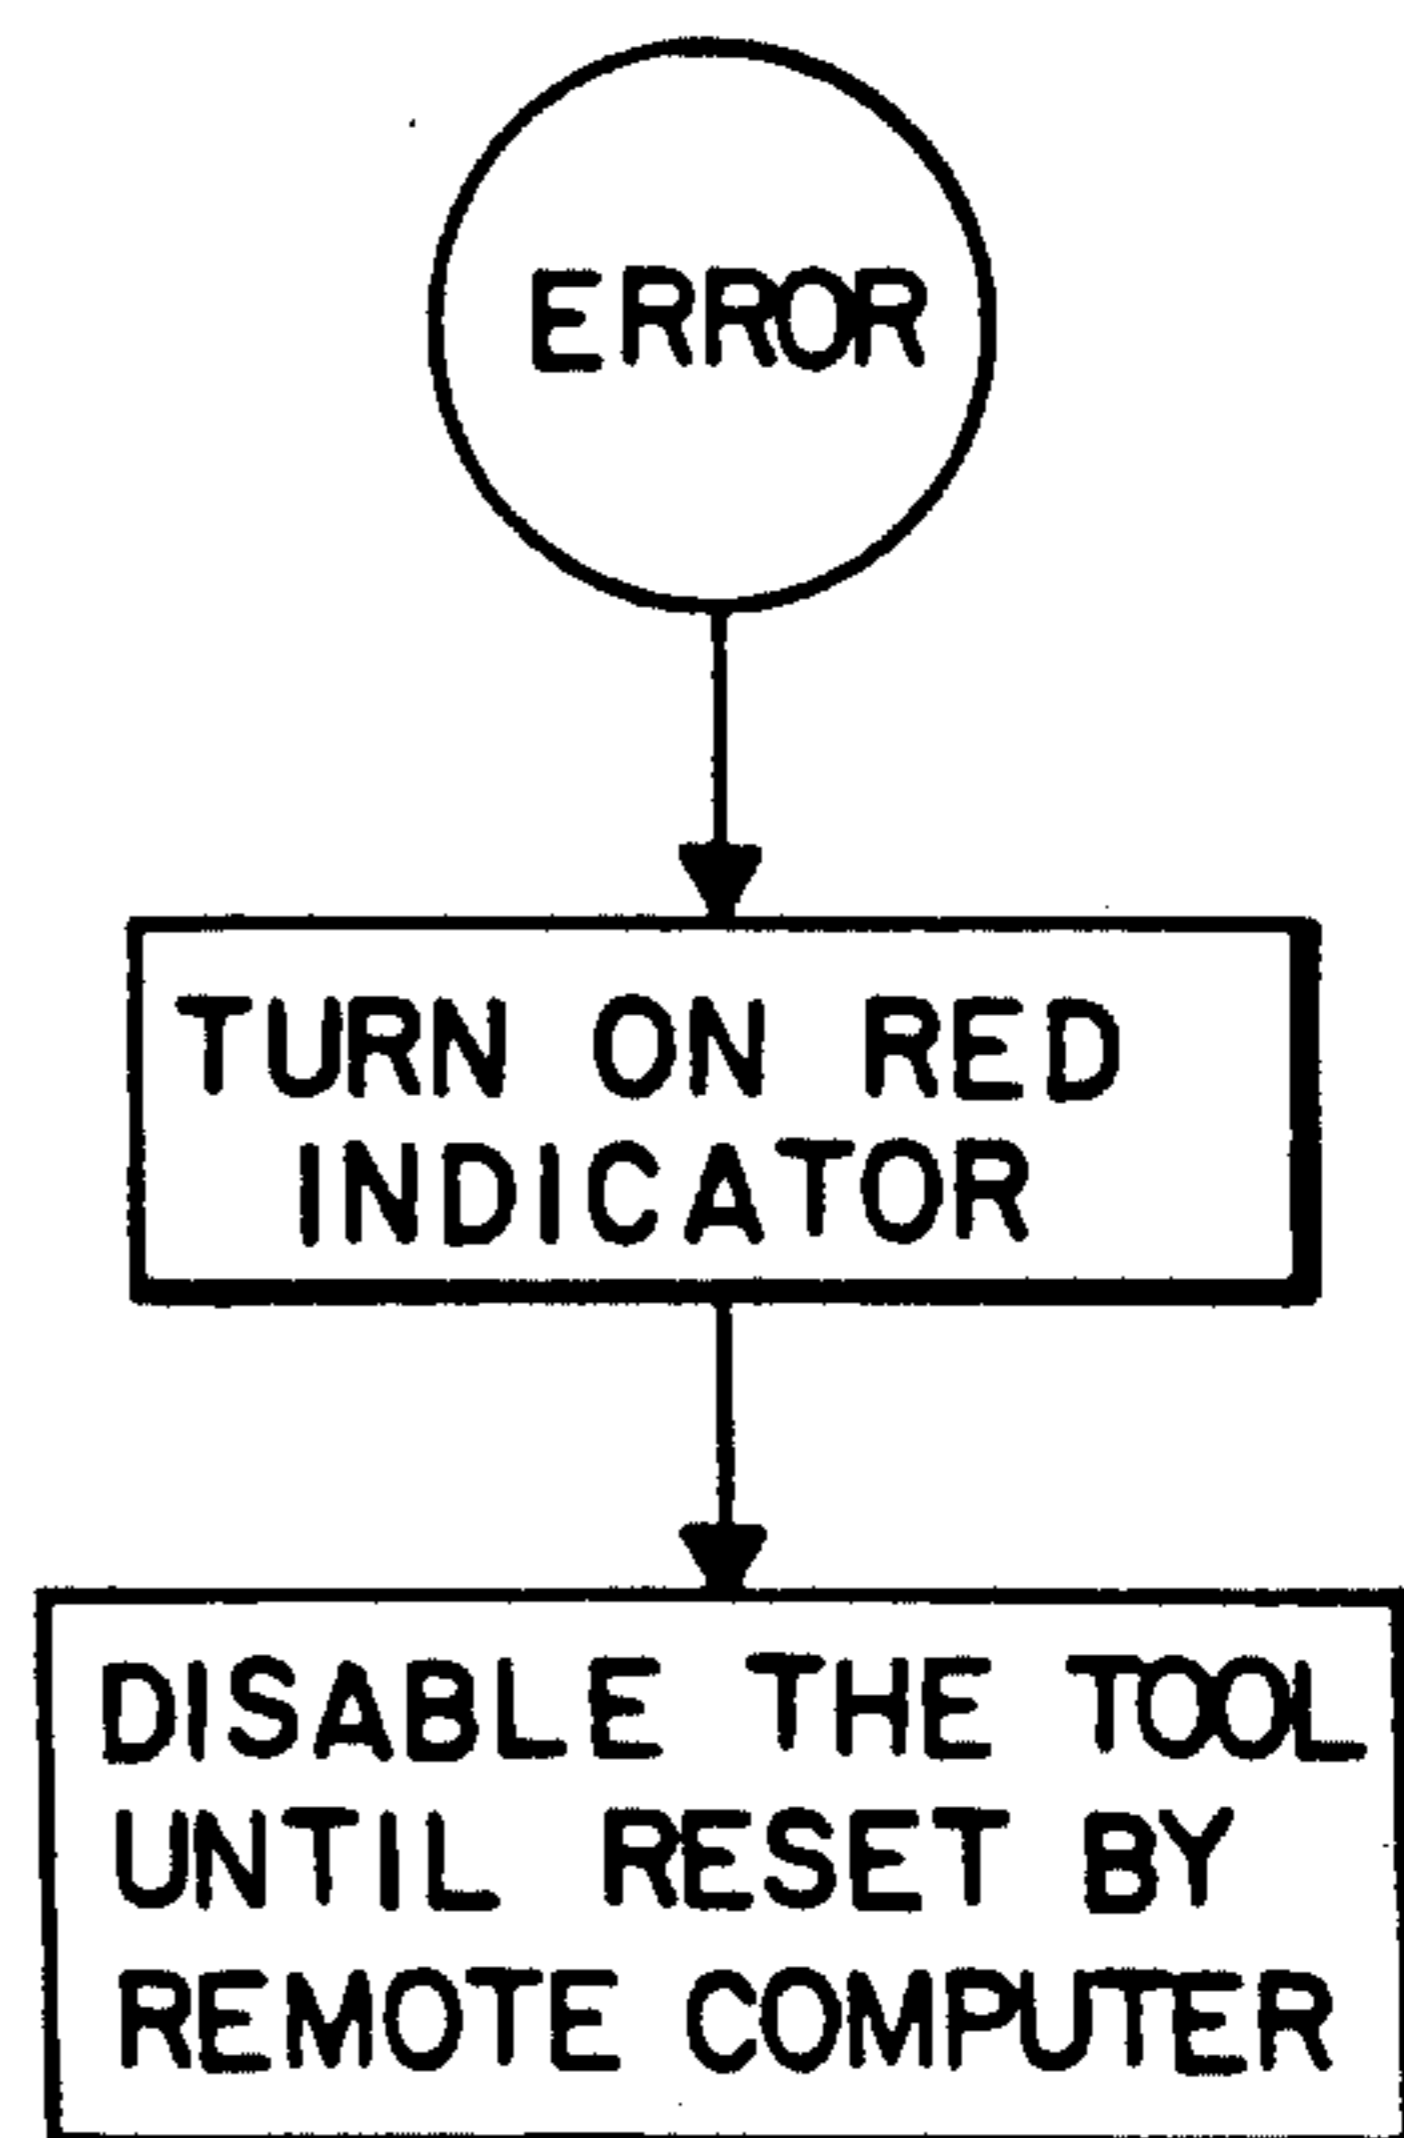 ERROR
TURN ON RED
INDICATOR
DISABLE THE TOOL
UNTIL RESET BY
REMOTE COMPUTER